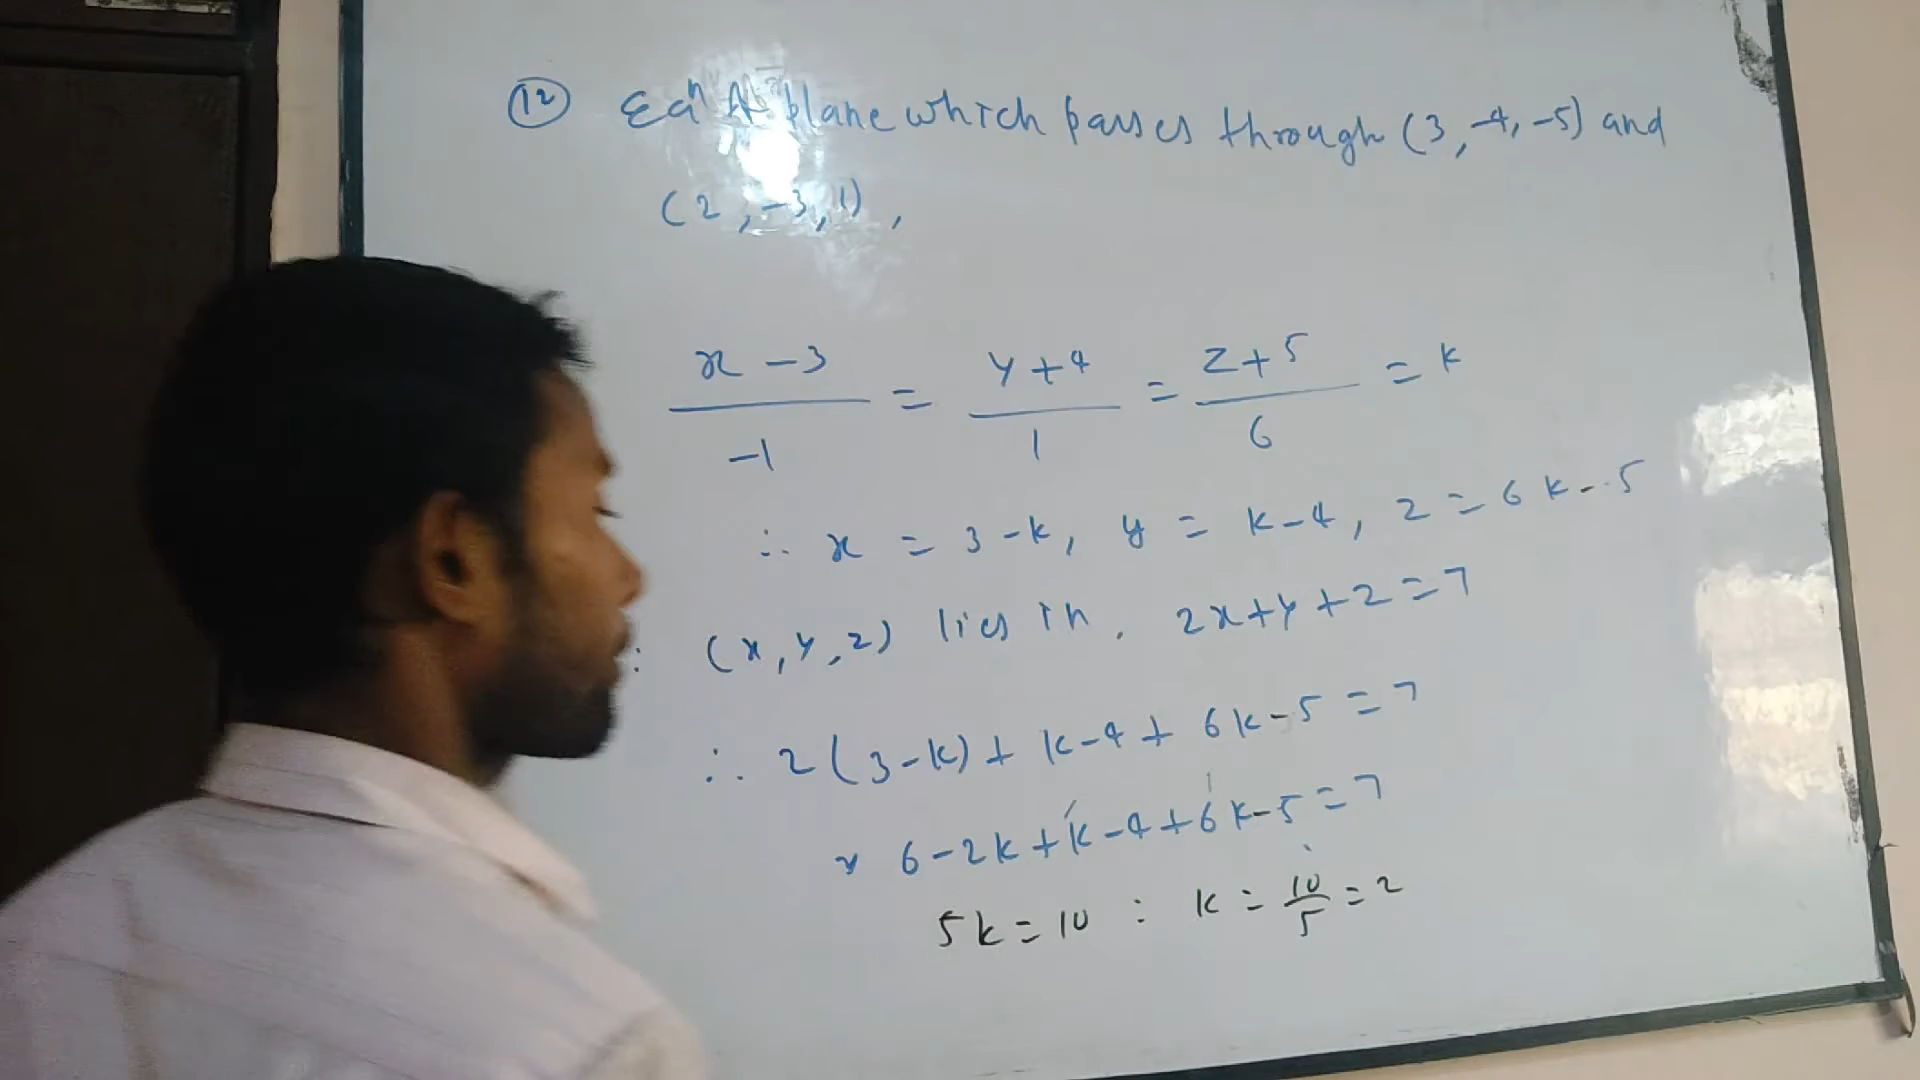 (12) Eqn of plane which passes through (3, -4, -5) and
(2, -3, 1),
x - 3 / -1 = y + 4 / 1 = z + 5 / 6 = k
∴ x = 3 - k, y = k - 4, z = 6k - 5
: (x, y, z) lies in. 2x + y + z = 7
∴ 2(3 - k) + k - 4 + 6k - 5 = 7
6 - 2k + k - 4 + 6k - 5 = 7
5k = 10 : k = 10/5 = 2